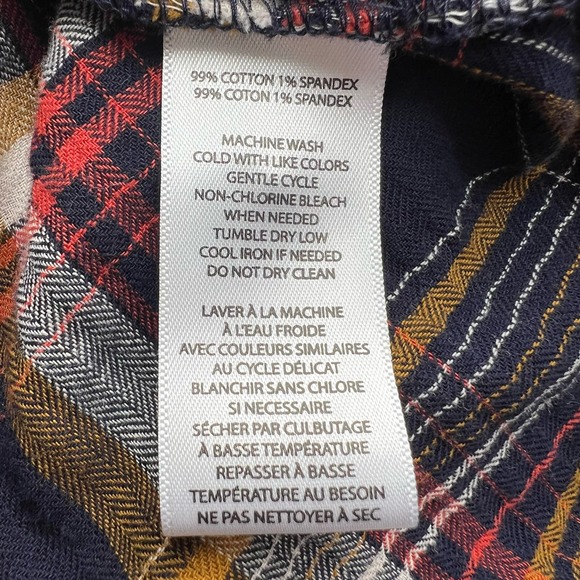 99% COTTON 1% SPANDEX
99% COTON 1% SPANDEX
MACHINE WASH
COLD WITH LIKE COLORS
GENTLE CYCLE
NON-CHLORINE BLEACH
WHEN NEEDED
TUMBLE DRY LOW
COOL IRON IF NEEDED
DO NOT DRY CLEAN
LAVER À LA MACHINE
À L'EAU FROIDE
AVEC COULEURS SIMILAIRES
AU CYCLE DÉLICAT
BLANCHIR SANS CHLORE
SI NECESSAIRE
SÉCHER PAR CULBUTAGE
À BASSE TEMPÉRATURE
REPASSER À BASSE
TEMPÉRATURE AU BESOIN
NE PAS NETTOYER À SEC